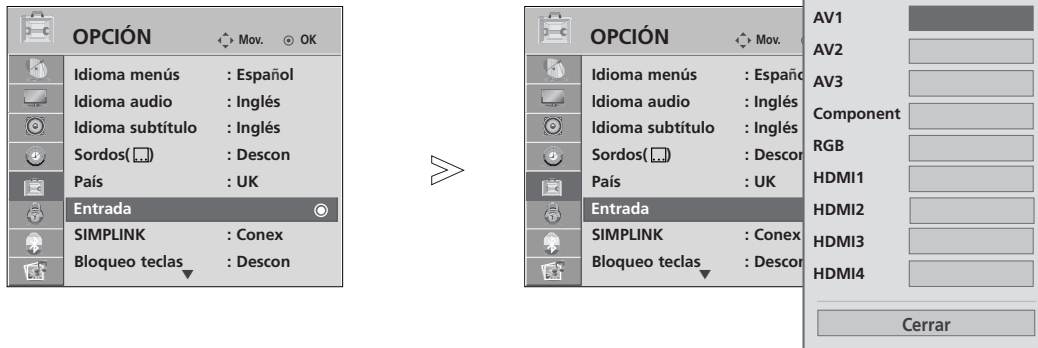 OPCIÓN Mov. OK
Idioma menús : Español
Idioma audio : Inglés
Idioma subtítulo : Inglés
Sordos( ) : Descon
País : UK
Entrada
SIMPLINK : Conex
Bloqueo teclas : Descon
OPCIÓN Mov.
Idioma menús : Españo
Idioma audio : Inglés
Idioma subtítulo : Inglés
Sordos( ) : Descon
País : UK
Entrada
SIMPLINK : Conex
Bloqueo teclas : Descon
AV1
AV2
AV3
Component
RGB
HDMI1
HDMI2
HDMI3
HDMI4
Cerrar